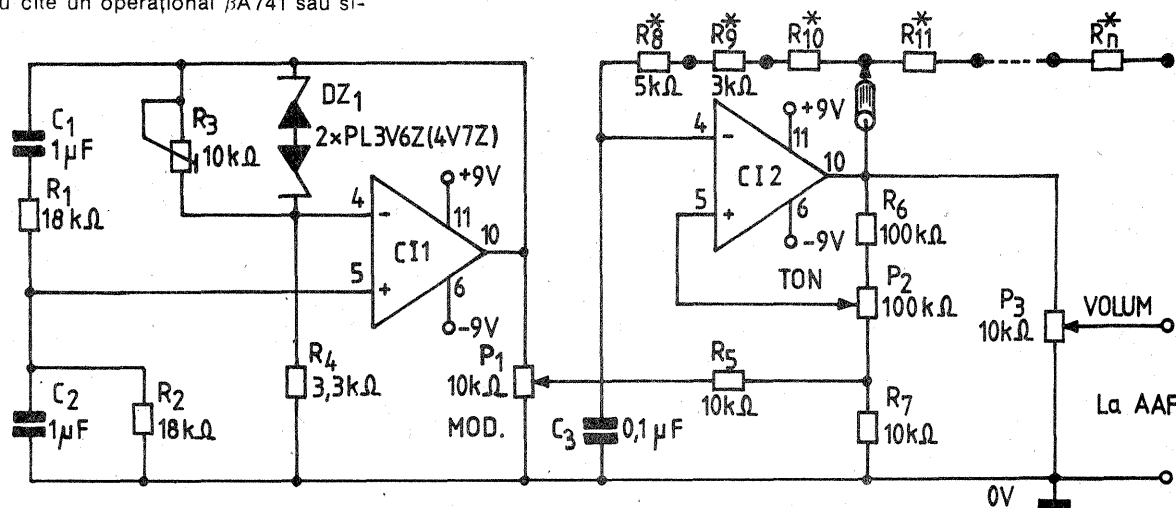 u cîte un operațional βA741 sau si-
R8*
5kΩ
R9*
3kΩ
R10*
R11*
Rn*
C1
1µF
R1
18kΩ
R3
10kΩ
DZ1
2×PL3V6Z(4V7Z)
4
-
5
+
CI1
+9V
11
10
6
-9V
4
-
5
+
CI2
+9V
11
10
6
-9V
R6
100kΩ
TON
P2
100kΩ
P3
10kΩ
VOLUM
C2
1µF
R2
18kΩ
R4
3,3kΩ
P1
10kΩ
MOD.
R5
10kΩ
C3
0,1µF
R7
10kΩ
La AAF
0V